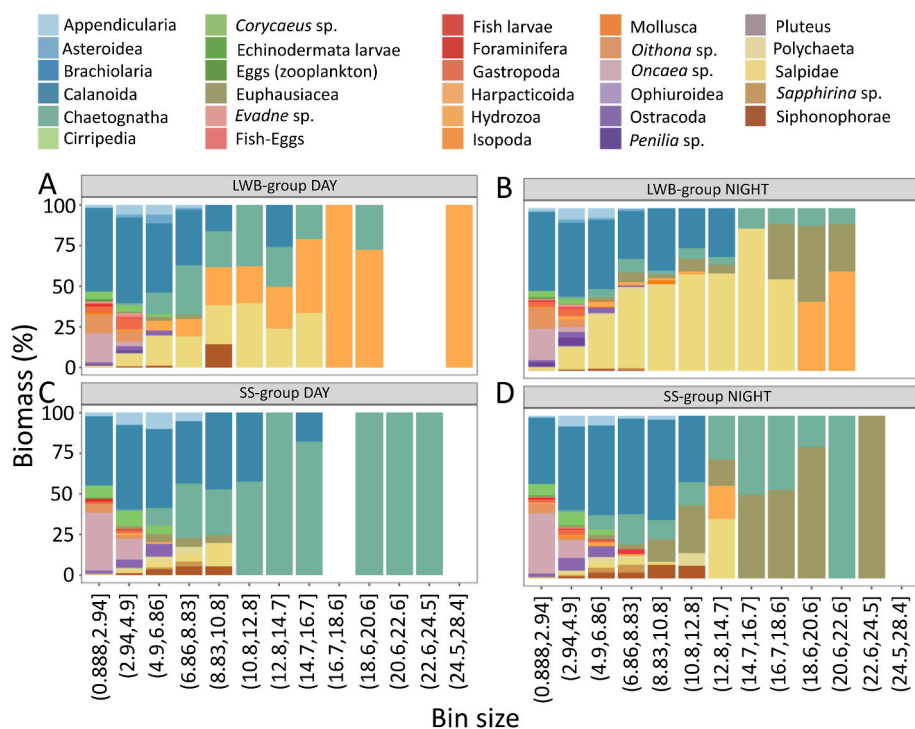 Appendicularia
Asteroidea
Brachiolaria
Calanoida
Chaetognatha
Cirripedia
Corycaeus sp.
Echinodermata larvae
Eggs (zooplankton)
Euphausiacea
Evadne sp.
Fish-Eggs
Fish larvae
Foraminifera
Gastropoda
Harpacticoida
Hydrozoa
Isopoda
Mollusca
Oithona sp.
Oncaea sp.
Ophiuroidea
Ostracoda
Penilia sp.
Pluteus
Polychaeta
Salpidae
Sapphirina sp.
Siphonophorae
A
LWB-group DAY
100
75
50
25
0
B
LWB-group NIGHT
C
SS-group DAY
100
75
50
25
0
D
SS-group NIGHT
Biomass (%)
(0.888,2.94]
(2.94,4.9]
(4.9,6.86]
(6.86,8.83]
(8.83,10.8]
(10.8,12.8]
(12.8,14.7]
(14.7,16.7]
(16.7,18.6]
(18.6,20.6]
(20.6,22.6]
(22.6,24.5]
(24.5,28.4]
(0.888,2.94]
(2.94,4.9]
(4.9,6.86]
(6.86,8.83]
(8.83,10.8]
(10.8,12.8]
(12.8,14.7]
(14.7,16.7]
(16.7,18.6]
(18.6,20.6]
(20.6,22.6]
(22.6,24.5]
(24.5,28.4]
Bin size